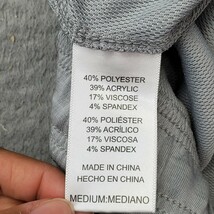 40% POLYESTER
39% ACRYLIC
17% VISCOSE
4% SPANDEX
40% POLIÉSTER
39% ACRÍLICO
17% VISCOSA
4% SPANDEX
MADE IN CHINA
HECHO EN CHINA
MEDIUM:MEDIANO